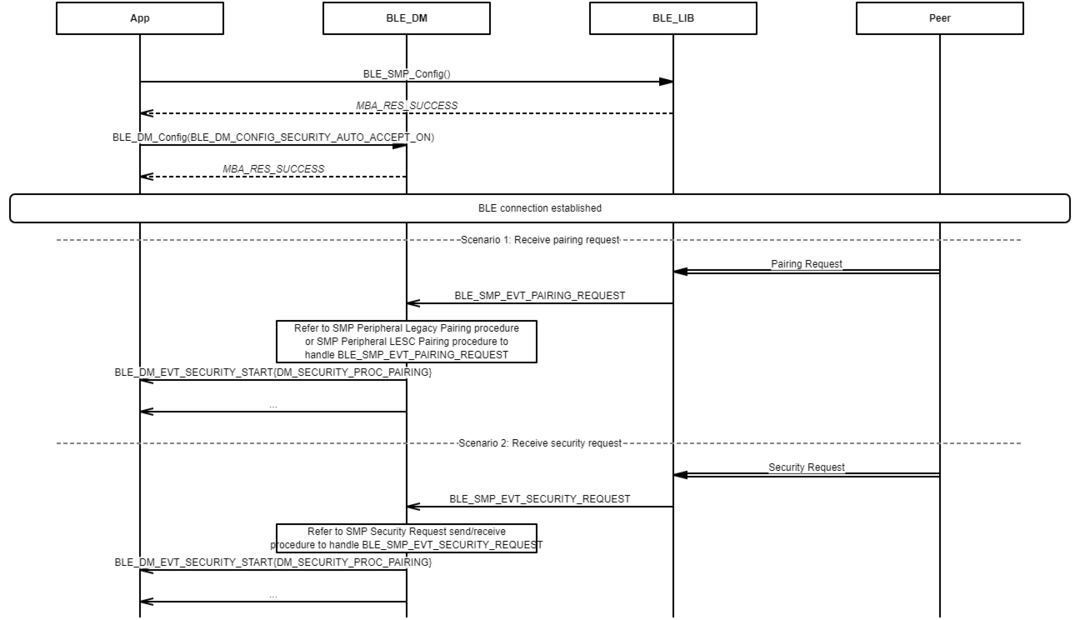 App
BLE_DM
BLE_LIB
Peer
BLE_SMP_Config()
MBA_RES_SUCCESS
BLE_DM_Config(BLE_DM_CONFIG_SECURITY_AUTO_ACCEPT_ON)
MBA_RES_SUCCESS
BLE connection established
Scenario 1: Receive pairing request
Pairing Request
BLE_SMP_EVT_PAIRING_REQUEST
Refer to SMP Peripheral Legacy Pairing procedure
or SMP Peripheral LESC Pairing procedure to
handle BLE_SMP_EVT_PAIRING_REQUEST
BLE_DM_EVT_SECURITY_START{DM_SECURITY_PROC_PAIRING}
...
Scenario 2: Receive security request
Security Request
BLE_SMP_EVT_SECURITY_REQUEST
Refer to SMP Security Request send/receive
procedure to handle BLE_SMP_EVT_SECURITY_REQUEST
BLE_DM_EVT_SECURITY_START{DM_SECURITY_PROC_PAIRING}
...